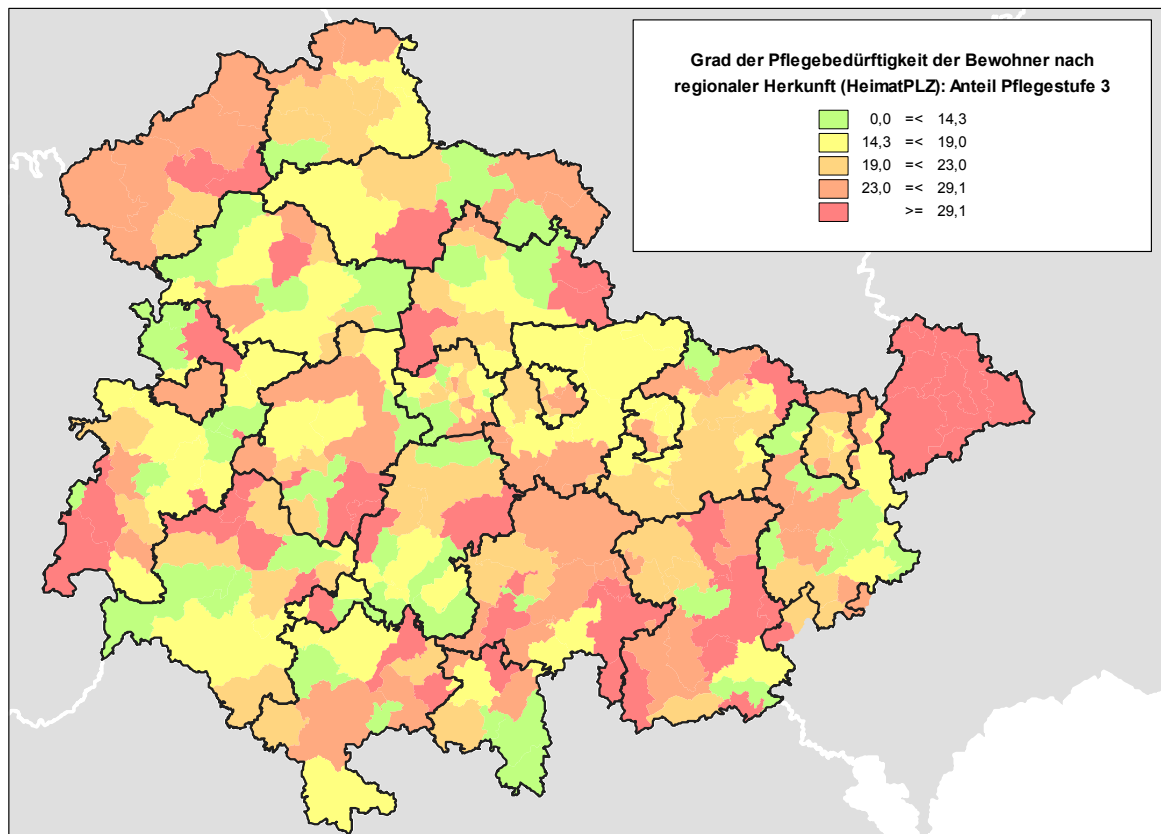 Grad der Pflegebedürftigkeit der Bewohner nach
regionaler Herkunft (HeimatPLZ): Anteil Pflegestufe 3
0,0 =< 14,3
14,3 =< 19,0
19,0 =< 23,0
23,0 =< 29,1
>= 29,1